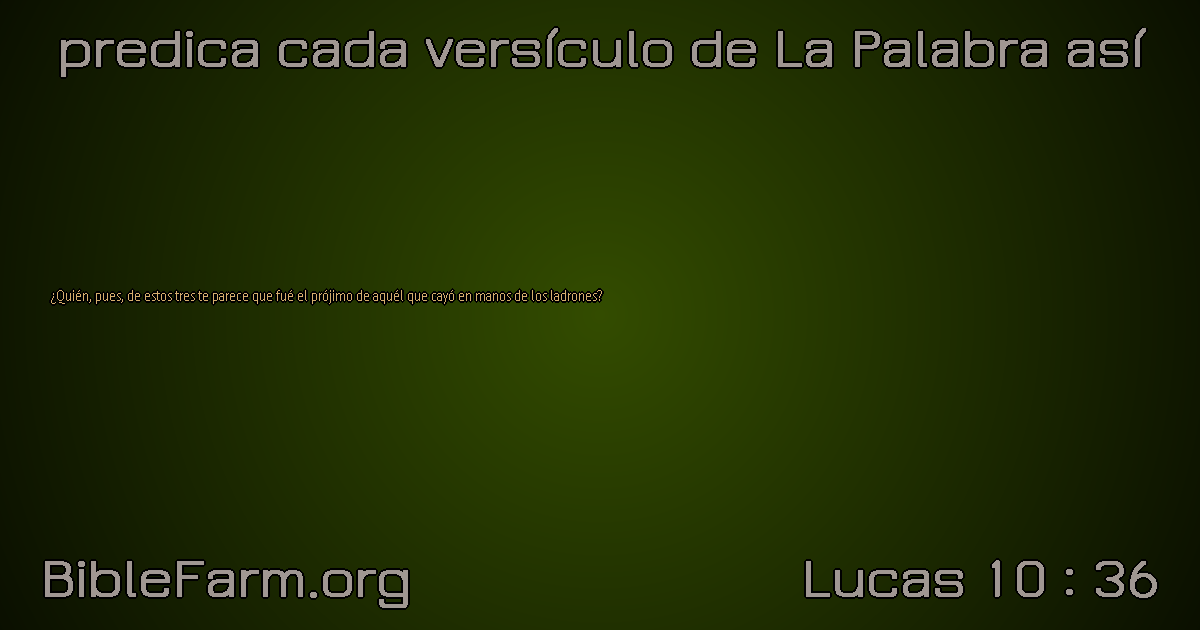 predica cada versículo de La Palabra así
¿Quién, pues, de estos tres te parece que fué el prójimo de aquél que cayó en manos de los ladrones?
BibleFarm.org
Lucas 10 : 36